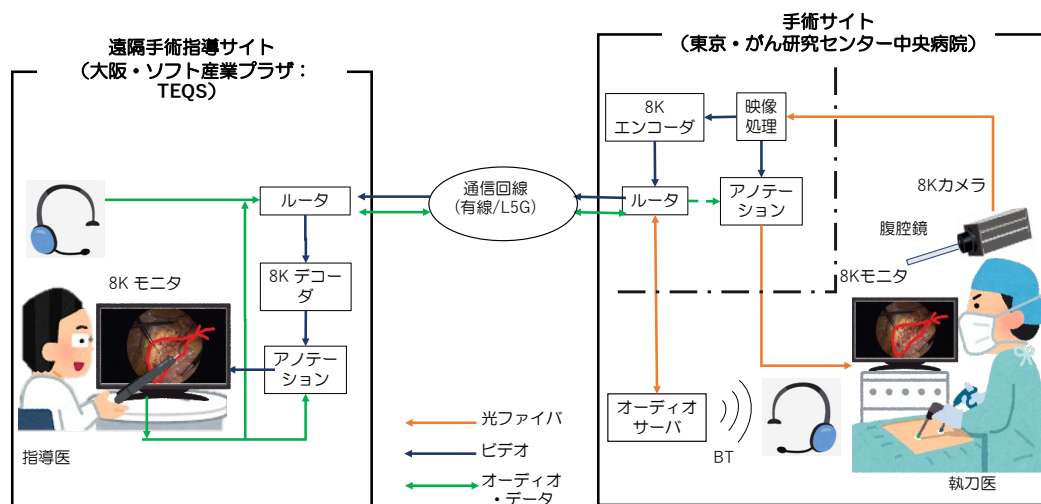 遠隔手術指導サイト
（大阪・ソフト産業プラザ：
TEQS）
手術サイト
（東京・がん研究センター中央病院）
8K
エンコーダ
映像
処理
ルータ
通信回線
(有線/L5G)
ルータ
アノテー
ション
8Kカメラ
腹腔鏡
8K デコー
ダ
8K モニタ
8Kモニタ
アノテー
ション
指導医
光ファイバ
ビデオ
オーディオ
・データ
オーディオ
サーバ
BT
執刀医